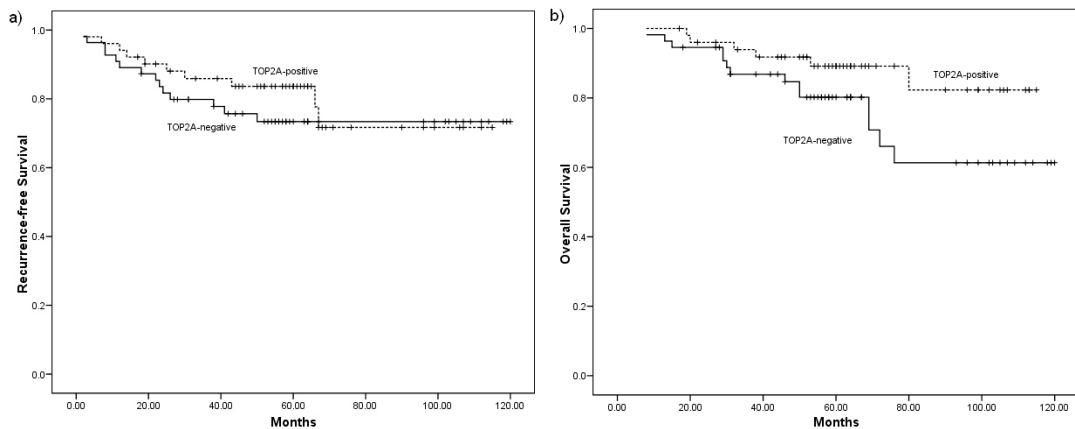 a)
Recurrence-free Survival
1.0
0.8
0.6
0.4
0.2
0.0
TOP2A-positive
TOP2A-negative
0.00 20.00 40.00 60.00 80.00 100.00 120.00
Months
b)
Overall Survival
1.0
0.8
0.6
0.4
0.2
0.0
TOP2A-positive
TOP2A-negative
0.00 20.00 40.00 60.00 80.00 100.00 120.00
Months